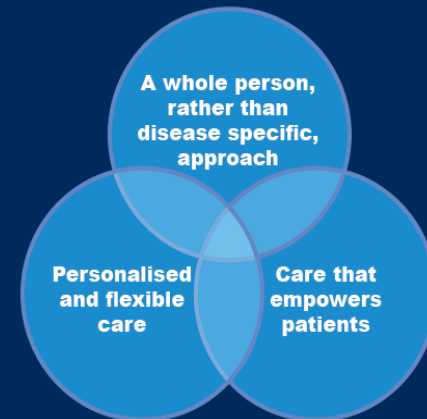 A whole person,
rather than
disease specific,
approach
Personalised
and flexible
care
Care that
empowers
patients